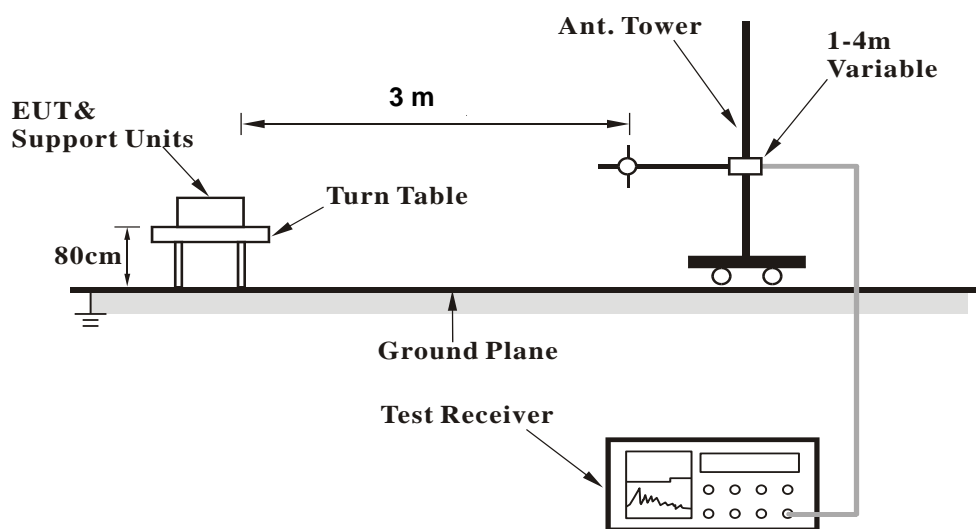 Ant. Tower
1-4m
Variable
3 m
EUT&
Support Units
Turn Table
80cm
Ground Plane
Test Receiver